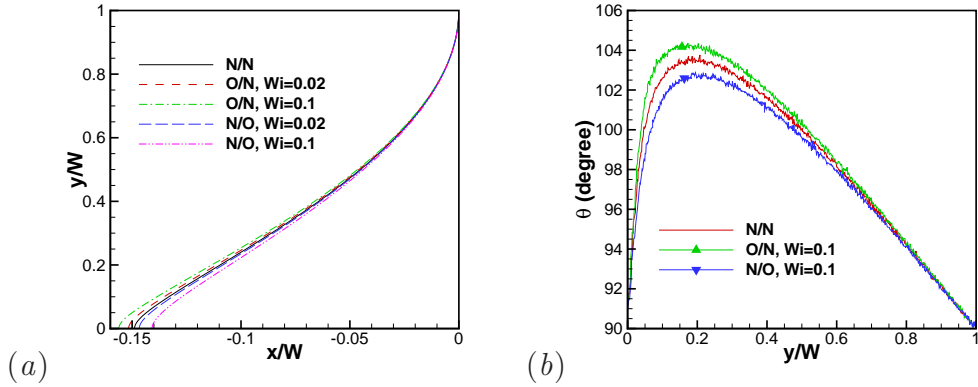 (a)
y/W
1
0.8
0.6
0.4
0.2
0
-0.15
-0.1
-0.05
0
x/W
N/N
O/N, Wi=0.02
O/N, Wi=0.1
N/O, Wi=0.02
N/O, Wi=0.1
(b)
θ (degree)
106
104
102
100
98
96
94
92
90
0
0.2
0.4
0.6
0.8
1
y/W
N/N
O/N, Wi=0.1
N/O, Wi=0.1